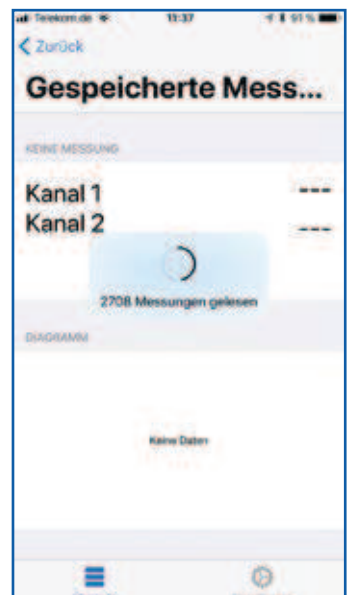 Telekom.de 11:37 91 %
Zurück
Gespeicherte Mess...
KEINE MESSUNG
Kanal 1 ---
Kanal 2 ---
2708 Messungen gelesen
DIAGRAMM
Keine Daten